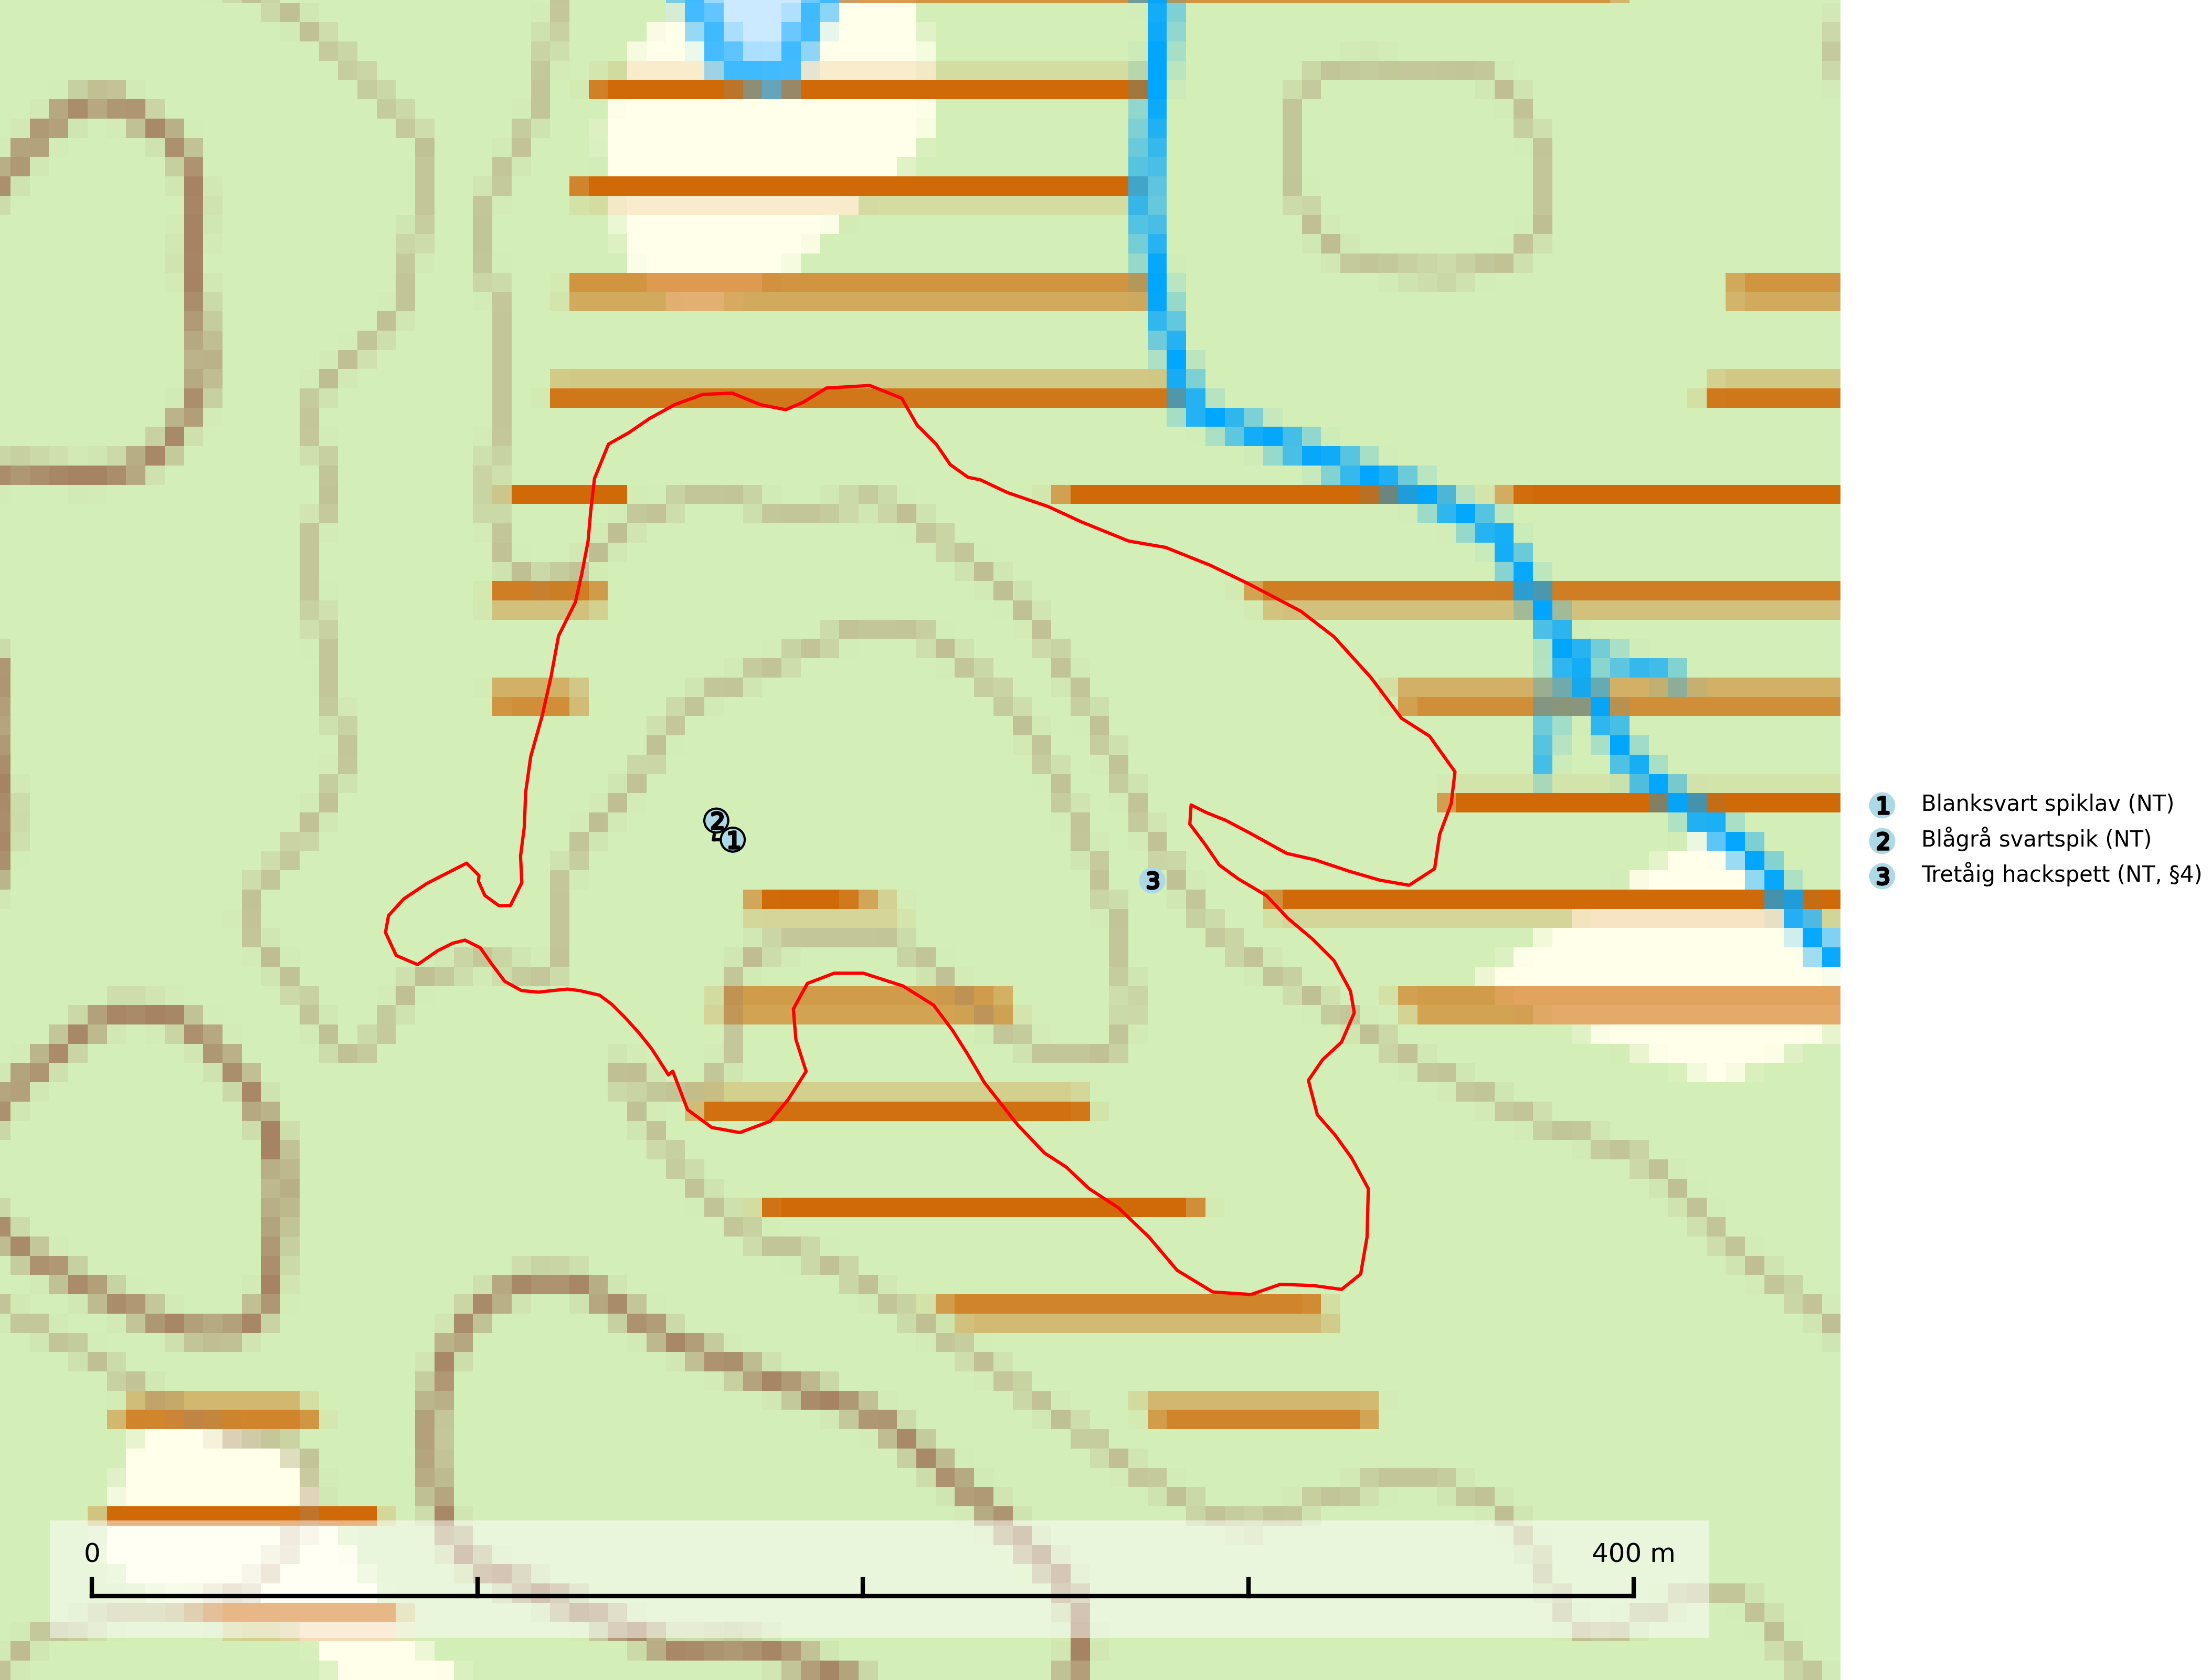 2
1
3
1 Blanksvart spiklav (NT)
2 Blågrå svartspik (NT)
3 Tretåig hackspett (NT, §4)
0 400 m